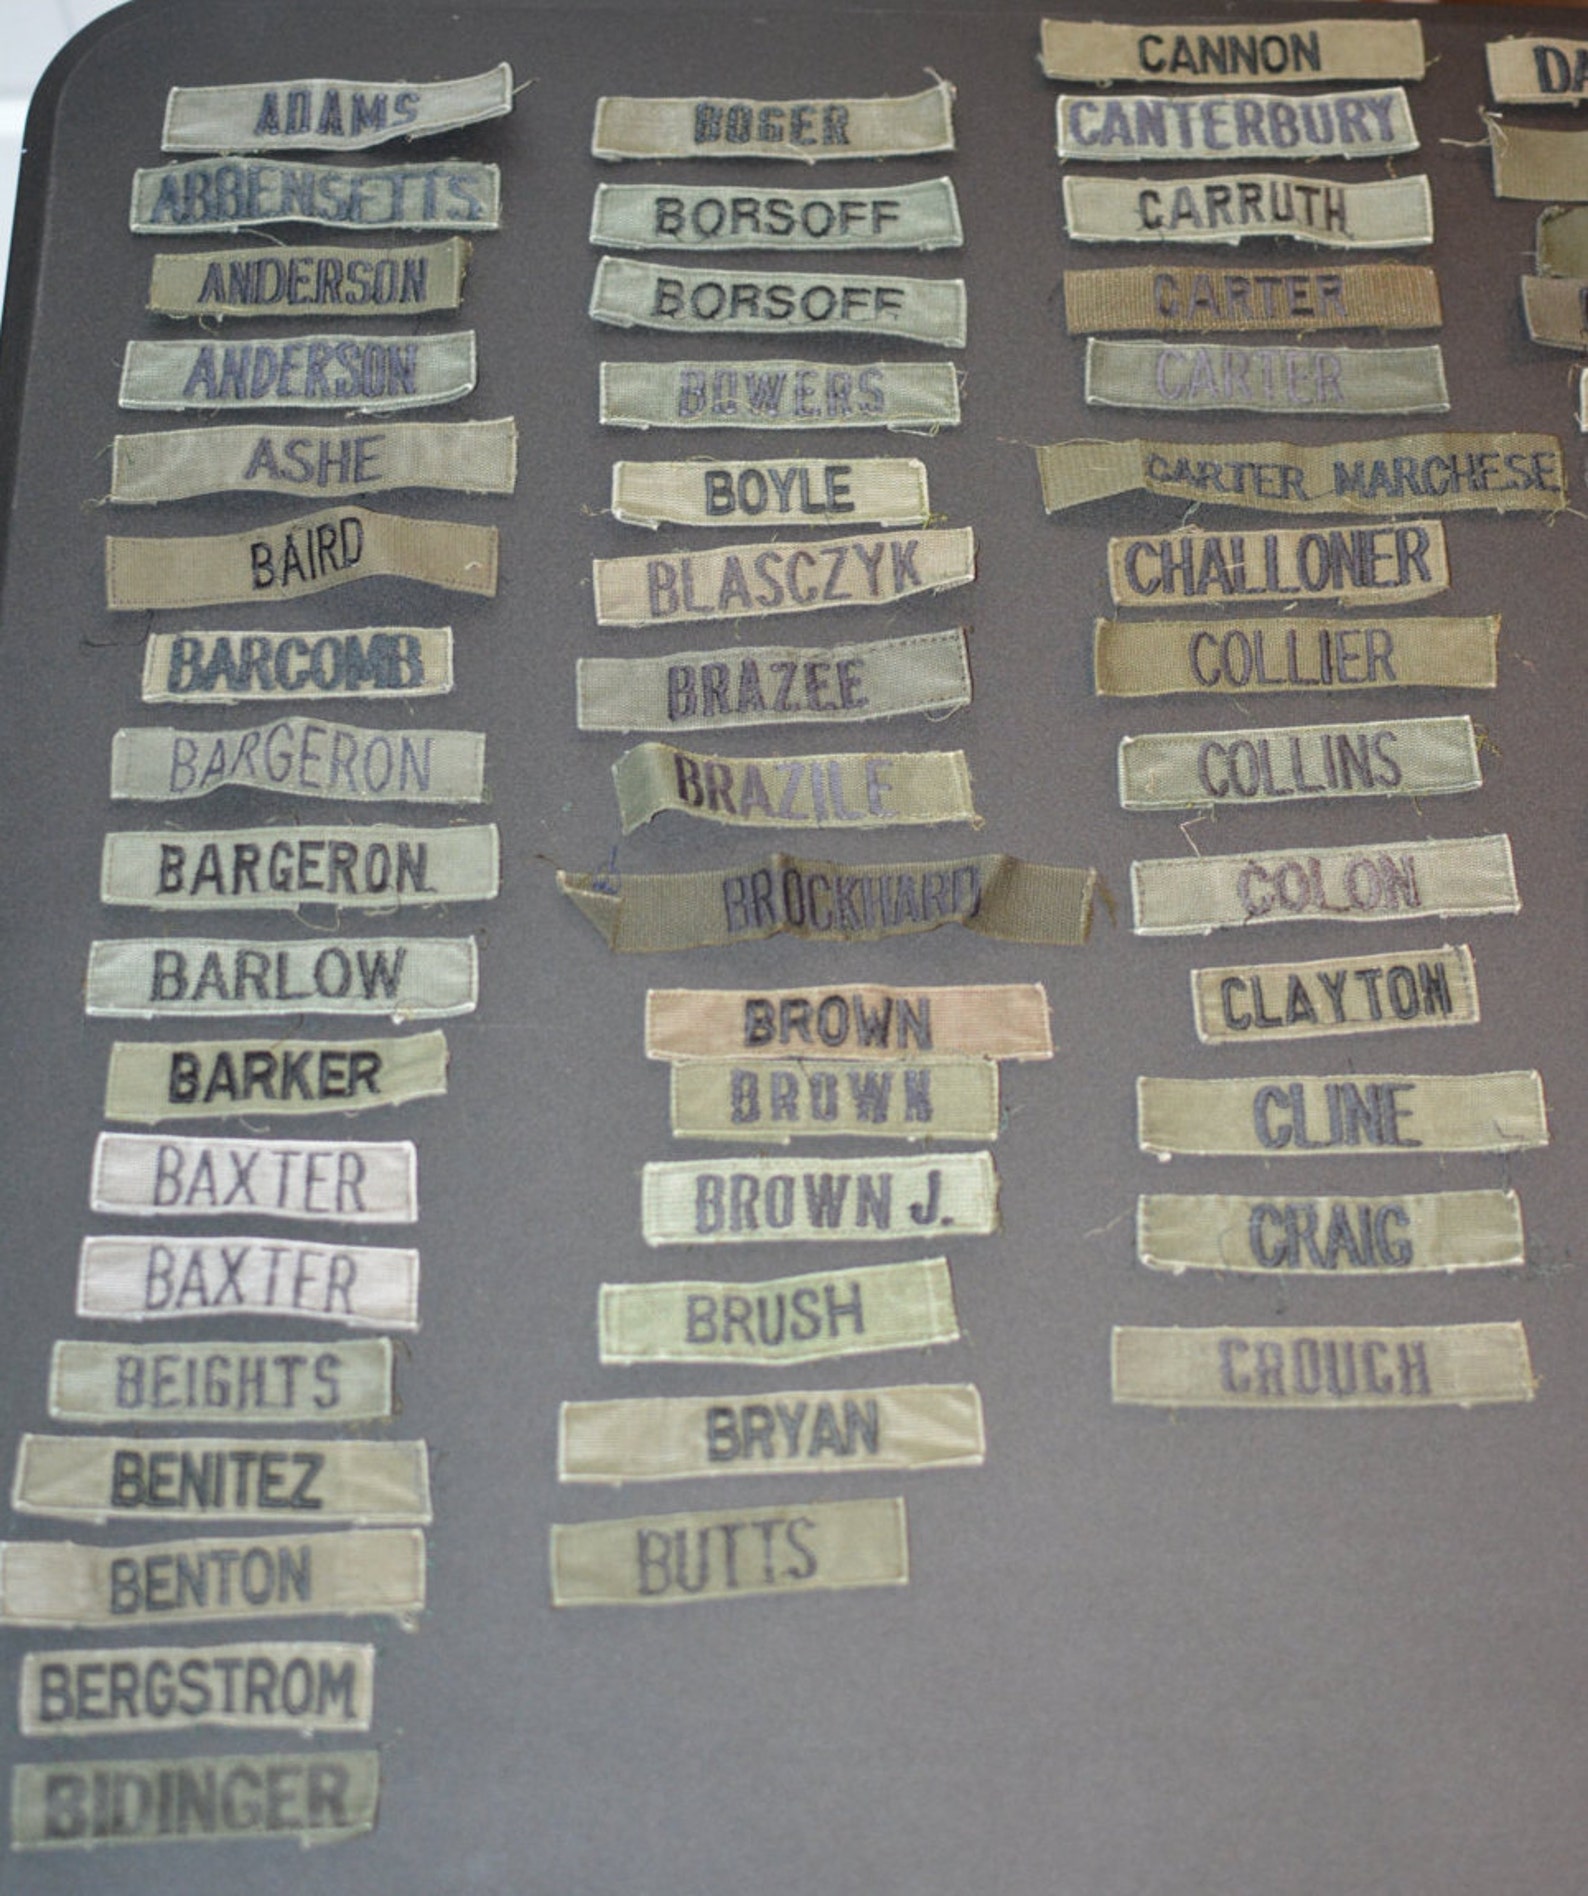 ADAMS
ABBENSETTS
ANDERSON
ANDERSON
ASHE
BAIRD
BARCOMB
BARGERON
BARGERON
BARLOW
BARKER
BAXTER
BAXTER
BEIGHTS
BENITEZ
BENTON
BERGSTROM
BIDINGER
BOGER
BORSOFF
BORSOFF
BOWERS
BOYLE
BLASCZYK
BRAZEE
BRAZILE
BROCKHARD
BROWN
BROWN
BROWN J.
BRUSH
BRYAN
BUTTS
CANNON
CANTERBURY
CARRUTH
CARTER
CARTER
CARTER MARCHESE
CHALLONER
COLLIER
COLLINS
COLON
CLAYTON
CLINE
CRAIG
CROUCH